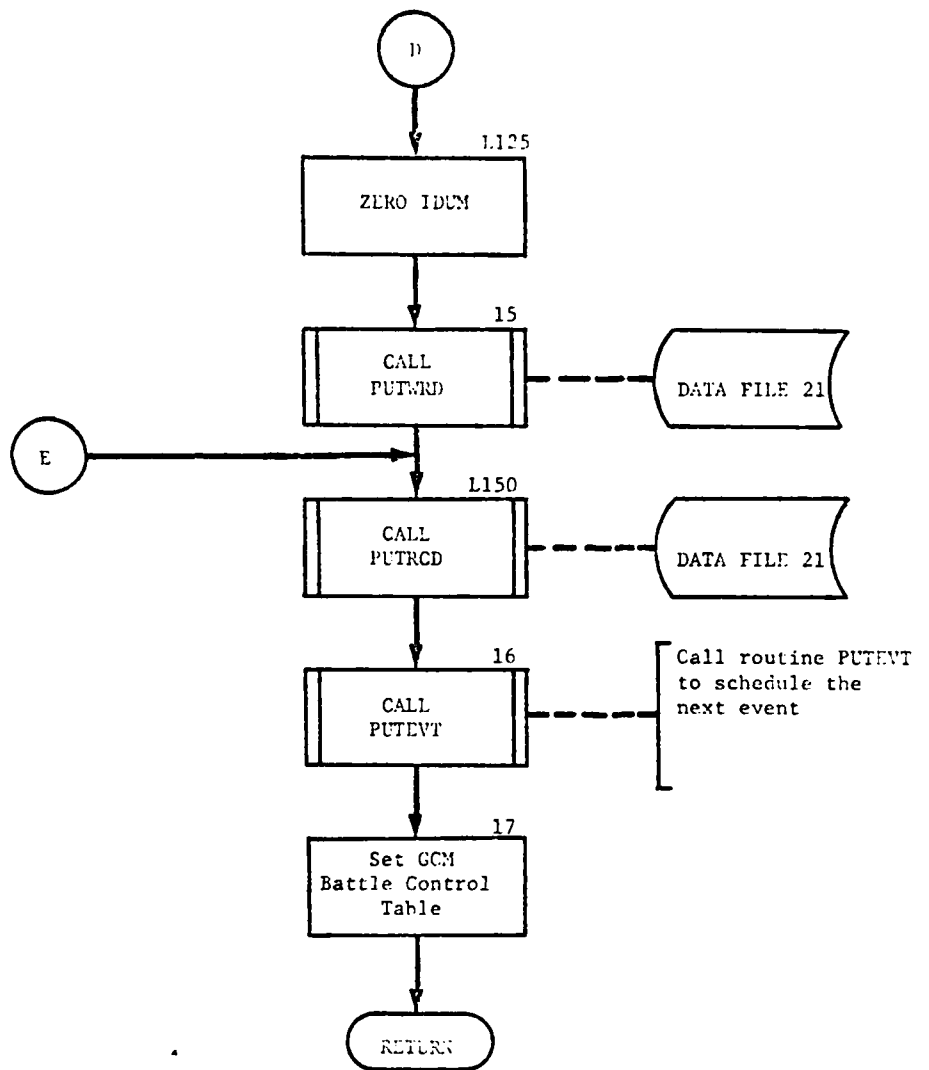 D
L125
ZERO IDUM
15
CALL
PUTWRD
DATA FILE 21
E
L150
CALL
PUTRCD
DATA FILE 21
16
CALL
PUTEVT
Call routine PUTEVT
to schedule the
next event
17
Set GCM
Battle Control
Table
RETURN